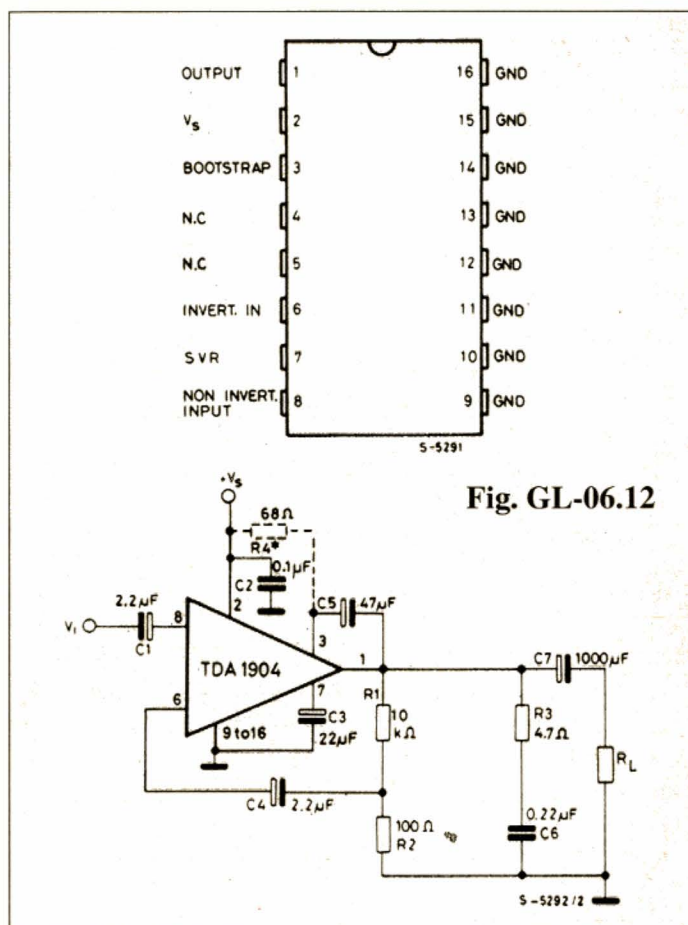 OUTPUT 1 16 GND
Vs 2 15 GND
BOOTSTRAP 3 14 GND
N.C 4 13 GND
N.C 5 12 GND
INVERT. IN 6 11 GND
SVR 7 10 GND
NON INVERT. INPUT 8 9 GND
S-5291
Fig. GL-06.12
+Vs
68Ω
R4*
0.1µF
C2
2
2.2µF
Vi
C1
8
TDA 1904
6
3
C5
47µF
1
7
C3
22µF
9 to 16
R1
10
kΩ
C7
1000µF
R3
4.7Ω
RL
C4
2.2µF
100Ω
R2
0.22µF
C6
S-5292/2